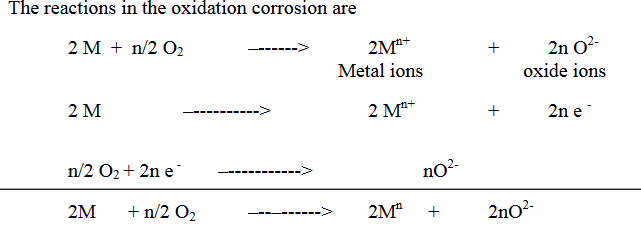 The reactions in the oxidation corrosion are
2 M + n/2 O₂ -------> 2Mⁿ⁺ + 2n O²⁻
Metal ions oxide ions
2 M -----------> 2 Mⁿ⁺ + 2n e⁻
n/2 O₂ + 2n e⁻ ------------> nO²⁻
2M + n/2 O₂ -----------> 2Mⁿ + 2nO²⁻